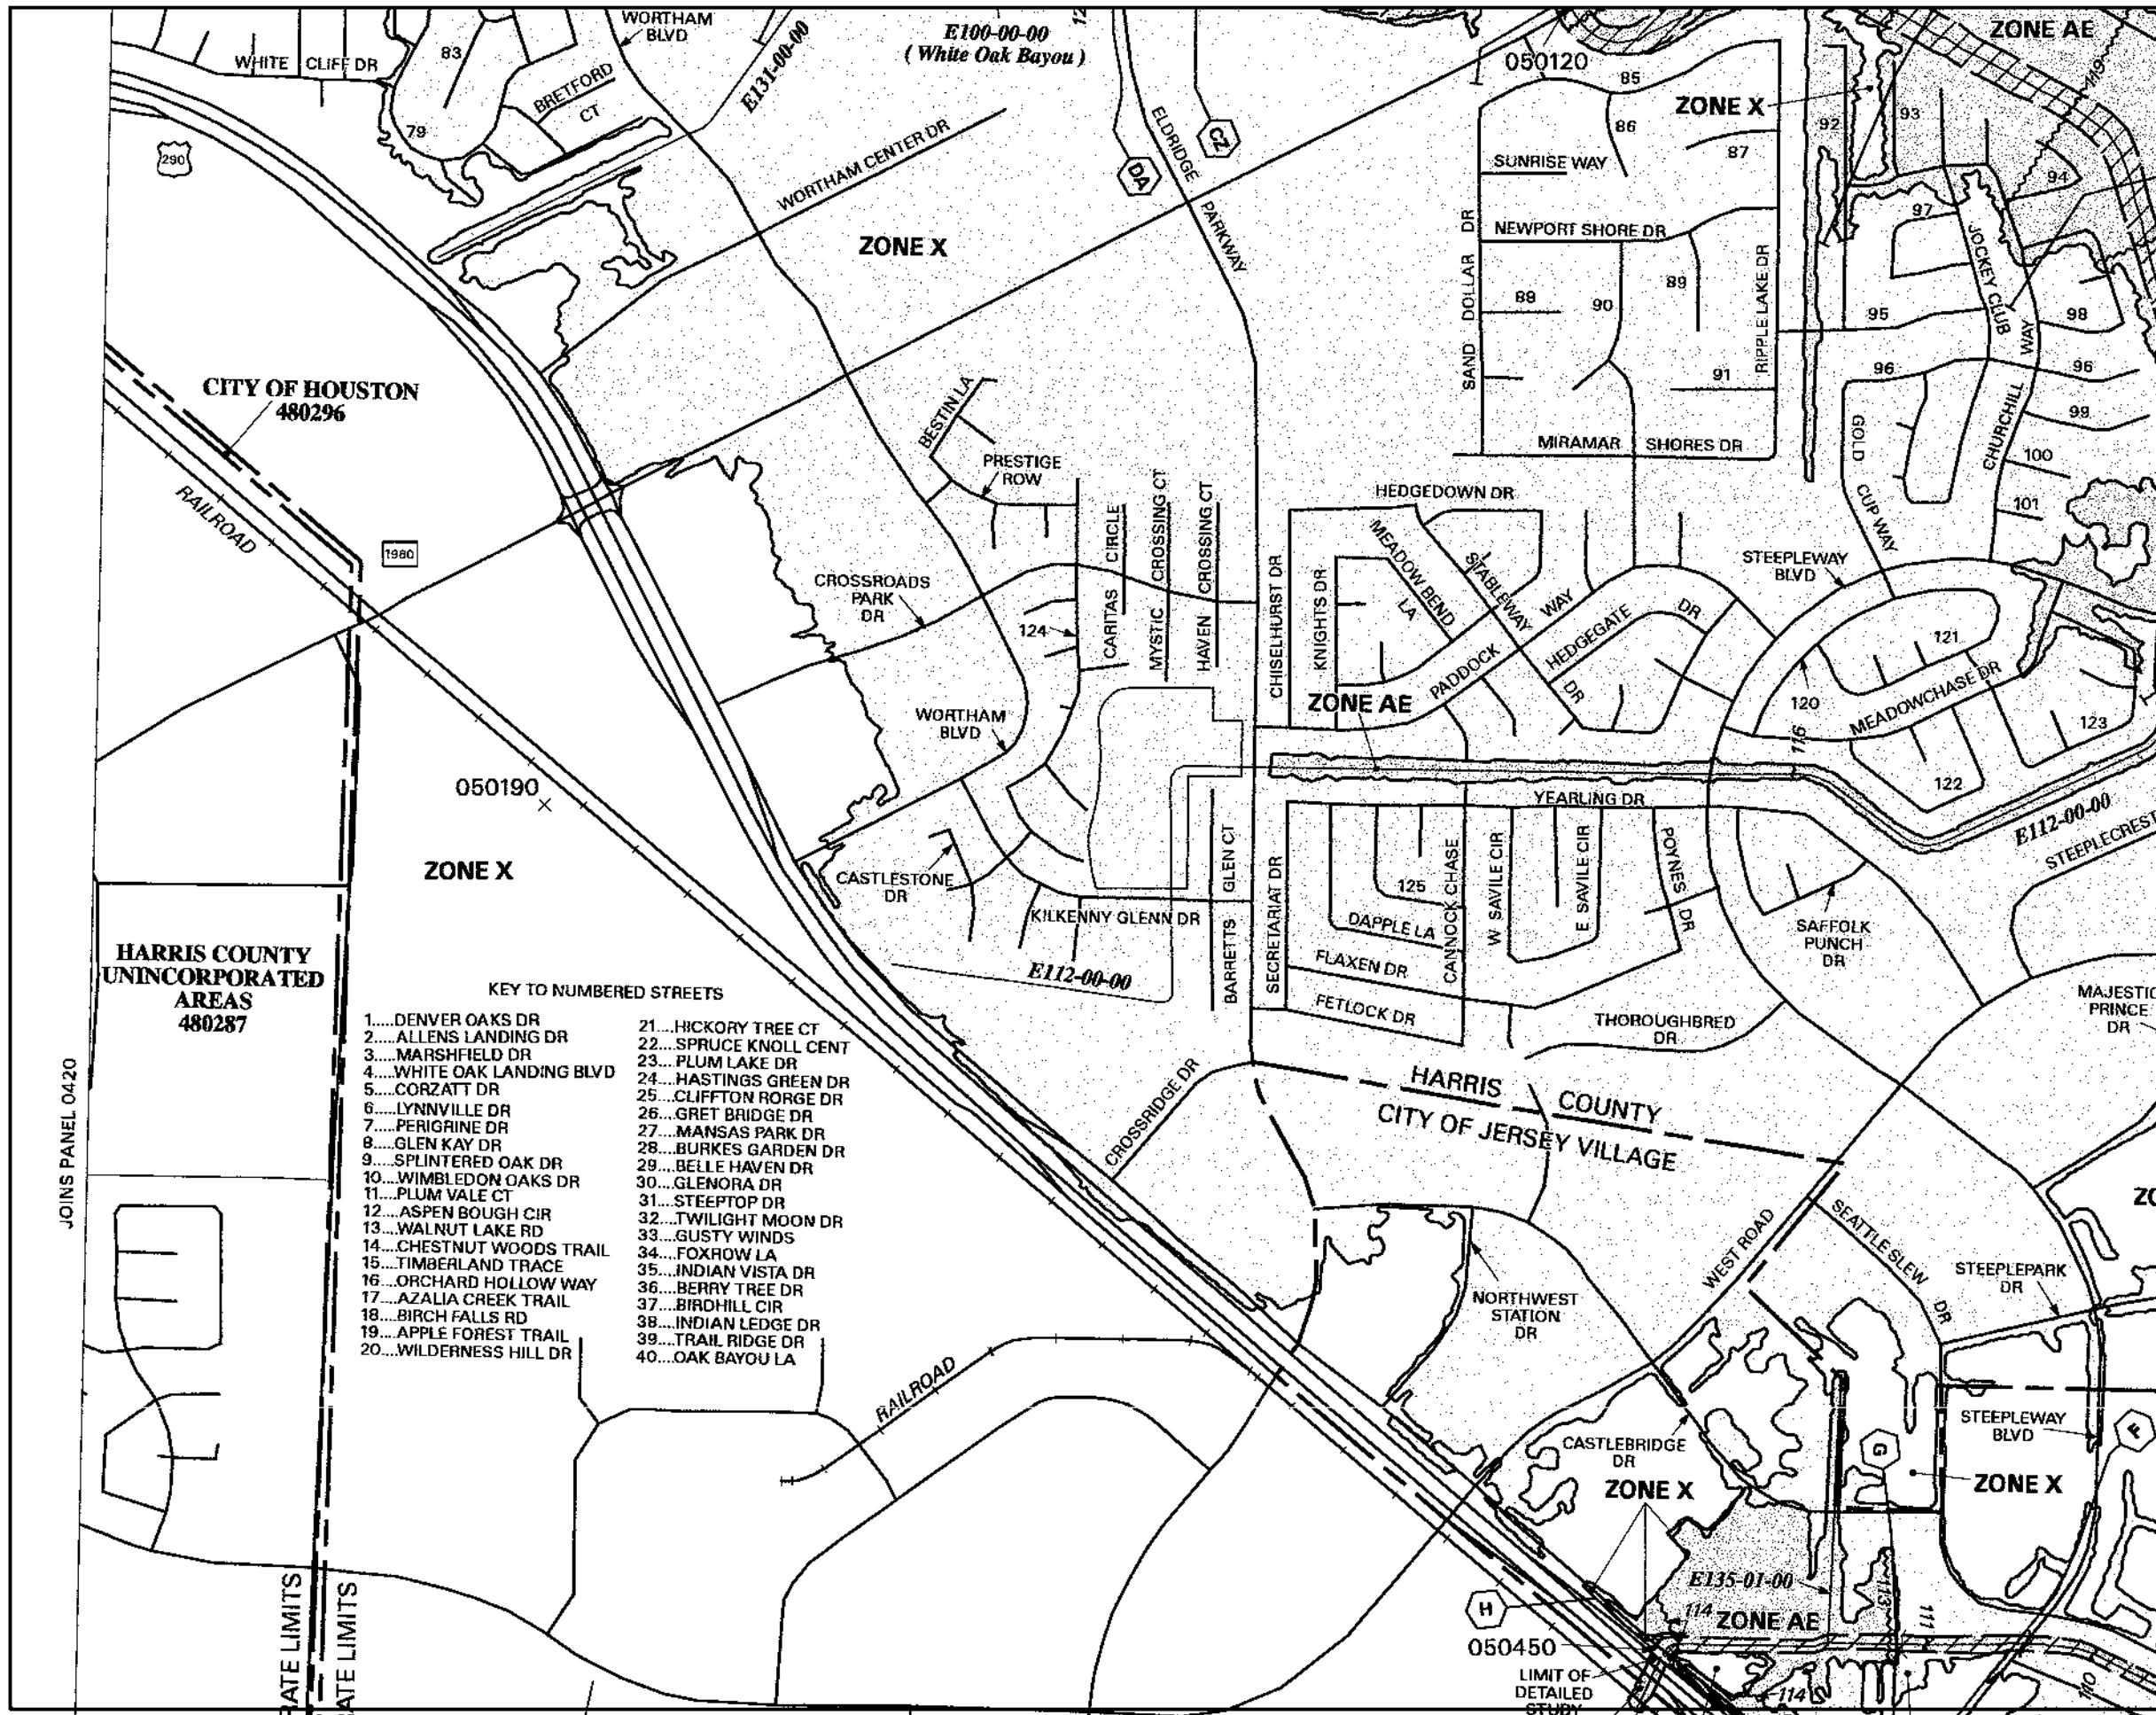 WORTHAM
BLVD
E100-00-00
( White Oak Bayou )
ZONE AE
WHITE CLIFF DR
83
E131-00-00
050120
85
BRETFORD
CT
79
ZONE X
92
93
119
290
WORTHAM CENTER DR
ELDRIDGE
PARKWAY
CZ
DA
86
87
SUNRISE WAY
94
97
ZONE X
SAND DOLLAR DR
NEWPORT SHORE DR
RIPPLE LAKE DR
JOCKEY CLUB
WAY
89
88
90
95
98
91
96
96
CITY OF HOUSTON
480296
BESTIN LA
PRESTIGE
ROW
MIRAMAR SHORES DR
GOLD
CUP WAY
CHURCHILL
99
100
101
RAILROAD
1980
HEDGEDOWN DR
CARITAS CIRCLE
MYSTIC CROSSING CT
HAVEN CROSSING CT
CHISELHURST DR
KNIGHTS DR
MEADOW BEND
LA
STABLEWAY
WAY
PADDOCK
HEDGEGATE DR
DR
STEEPLEWAY
BLVD
CROSSROADS
PARK
DR
124
121
120
MEADOWCHASE DR
123
122
116
ZONE AE
WORTHAM
BLVD
050190
YEARLING DR
E112-00-00
STEEPLECREST
ZONE X
CASTLESTONE
DR
KILKENNY GLENN DR
BARRETTS GLEN CT
SECRETARIAT DR
125
DAPPLE LA
CANNOCK CHASE
W SAVILE CIR
E SAVILE CIR
POYNES DR
SAFFOLK
PUNCH
DR
FLAXEN DR
FETLOCK DR
E112-00-00
THOROUGHBRED
DR
MAJESTIC
PRINCE
DR
HARRIS COUNTY
UNINCORPORATED
AREAS
480287
JOINS PANEL 0420
KEY TO NUMBERED STREETS
1.....DENVER OAKS DR
2.....ALLENS LANDING DR
3.....MARSHFIELD DR
4.....WHITE OAK LANDING BLVD
5.....CORZATT DR
6.....LYNNVILLE DR
7.....PERIGRINE DR
8.....GLEN KAY DR
9.....SPLINTERED OAK DR
10....WIMBLEDON OAKS DR
11....PLUM VALE CT
12....ASPEN BOUGH CIR
13....WALNUT LAKE RD
14....CHESTNUT WOODS TRAIL
15....TIMBERLAND TRACE
16....ORCHARD HOLLOW WAY
17....AZALIA CREEK TRAIL
18....BIRCH FALLS RD
19....APPLE FOREST TRAIL
20....WILDERNESS HILL DR
21....HICKORY TREE CT
22....SPRUCE KNOLL CENT
23....PLUM LAKE DR
24....HASTINGS GREEN DR
25....CLIFFTON RORGE DR
26....GRET BRIDGE DR
27....MANSAS PARK DR
28....BURKES GARDEN DR
29....BELLE HAVEN DR
30....GLENORA DR
31....STEEPTOP DR
32....TWILIGHT MOON DR
33....GUSTY WINDS
34....FOXROW LA
35....INDIAN VISTA DR
36....BERRY TREE DR
37....BIRDHILL CIR
38....INDIAN LEDGE DR
39....TRAIL RIDGE DR
40....OAK BAYOU LA
CROSSRIDGE DR
HARRIS COUNTY
CITY OF JERSEY VILLAGE
WEST ROAD
SEATTLE SLEW
DR
STEEPLEPARK
DR
NORTHWEST
STATION
DR
RAILROAD
CASTLEBRIDGE
DR
ZONE X
STEEPLEWAY
BLVD
ZONE X
G
F
H
E135-01-00
114
ZONE AE
113
111
110
050450
LIMIT OF
DETAILED
STUDY
114
RATE LIMITS
RATE LIMITS